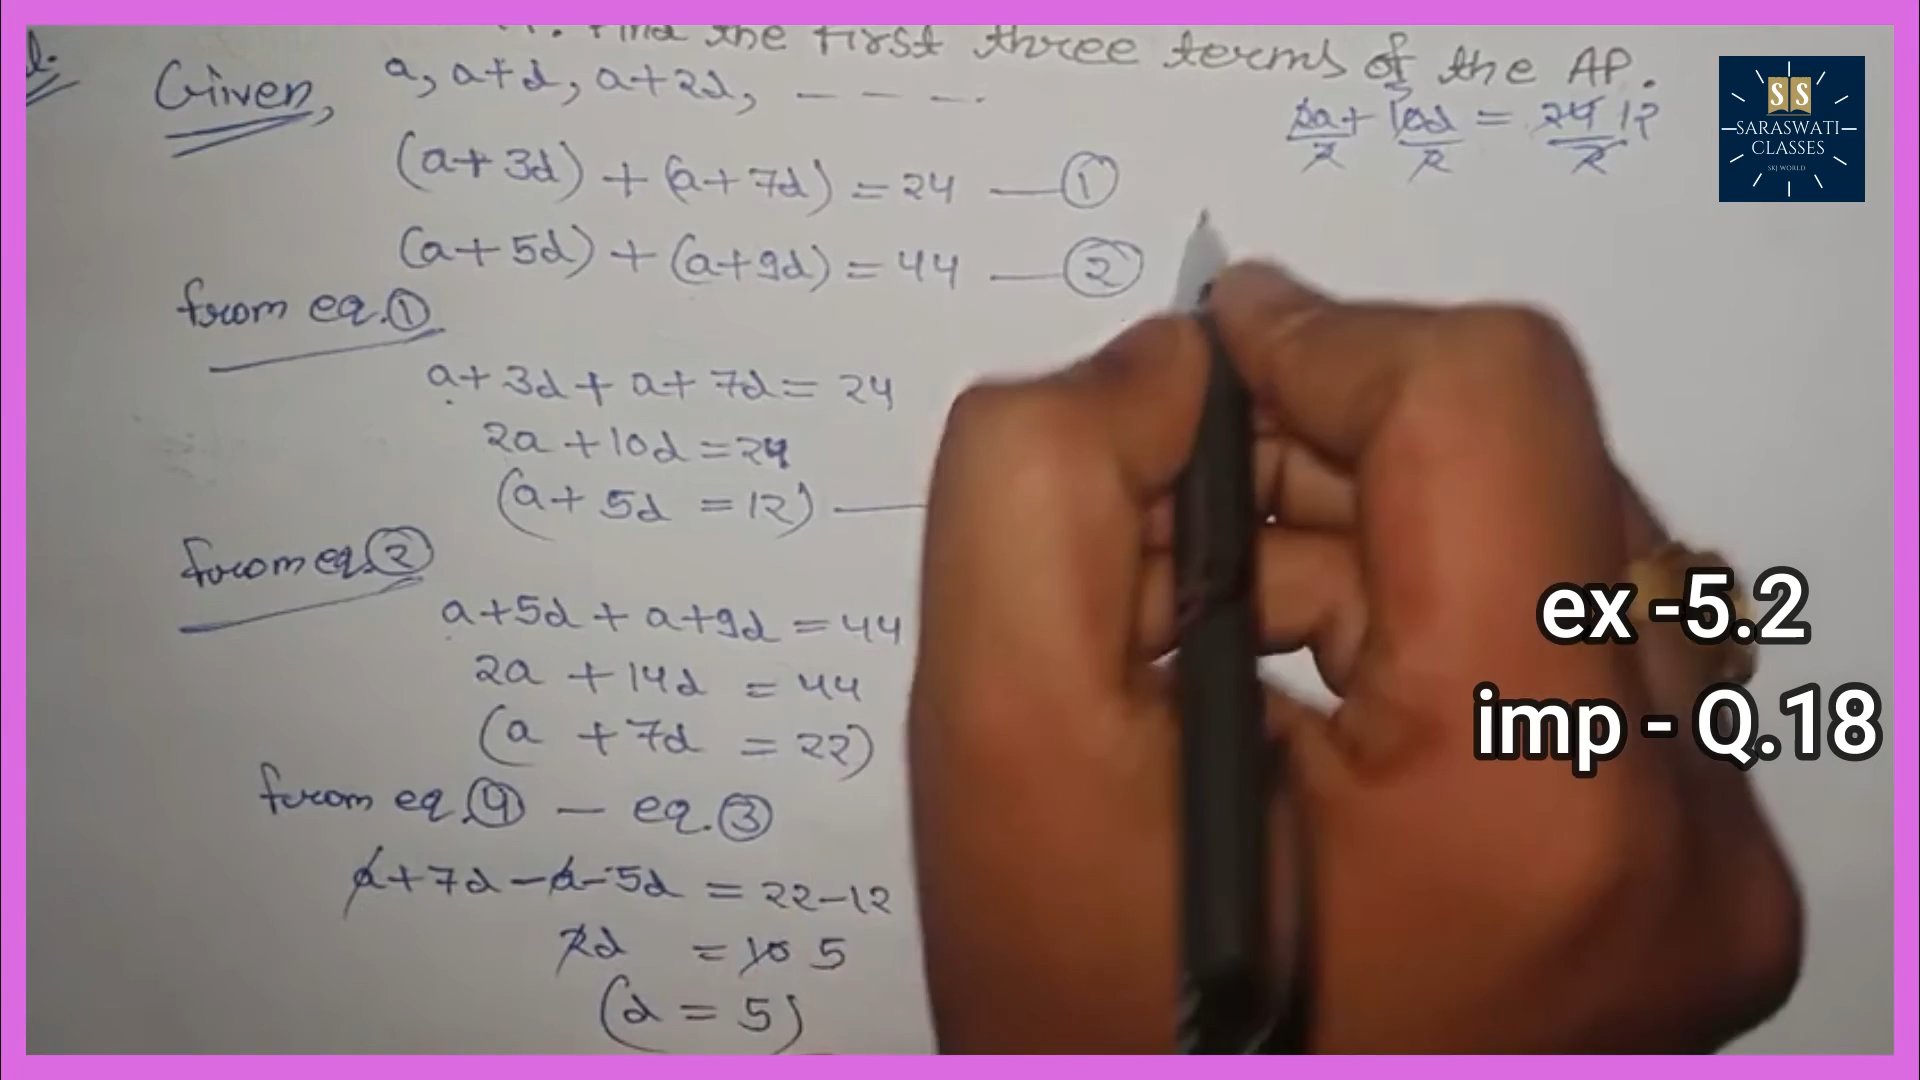 . Find the first three terms of the AP.
Given, a, a+d, a+2d, - - - -
(a+3d) + (a+7d) = 24 — ①
(a+5d) + (a+9d) = 44 — ②
from eq.①
a+3d+a+7d=24
2a+10d=24
(a+5d =12) —
from eq.②
a+5d+a+9d=44
2a +14d =44
(a +7d =22)
from eq.④ — eq.③
a+7d-a-5d = 22-12
2d = 10 5
(d = 5)
2a/2 + 10d/2 5 = 24/2 12
SS
SARASWATI
CLASSES
SKJ WORLD
ex -5.2
imp - Q.18